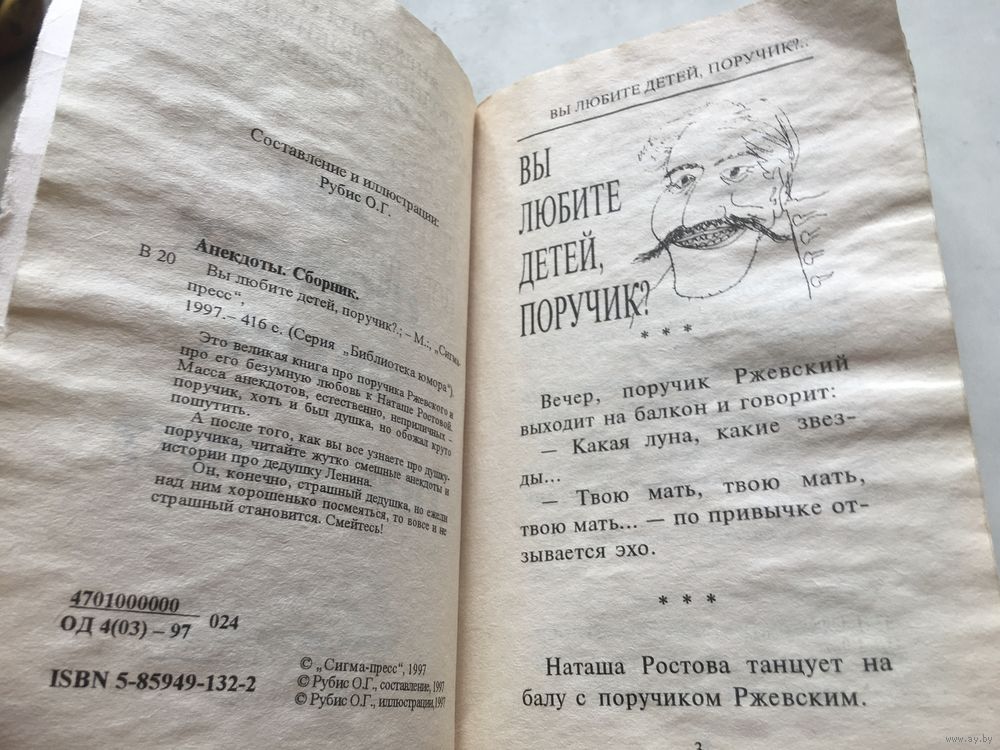 Составление и иллюстрации:
Рубис О.Г.
Анекдоты. Сборник.
В 20
Вы любите детей, поручик?.; – М.:, „Сигма-
пресс“,
1997.– 416 с. (Серия „Библиотека юмора“).
Это великая книга про поручика Ржевского и
про его безумную любовь к Наташе Ростовой.
Масса анекдотов, естественно, неприличных –
поручик, хоть и был душка, но обожал круто
пошутить.
А после того, как вы все узнаете про душку-
поручика, читайте жутко смешные анекдоты и
истории про дедушку Ленина.
Он, конечно, страшный дедушка, но ежели
над ним хорошенько посмеяться, то вовсе и не
страшный становится. Смейтесь!
4701000000
ОД 4(03) – 97
024
ISBN 5-85949-132-2
© „Сигма-пресс“, 1997
© Рубис О.Г., составление, 1997
© Рубис О.Г., иллюстрации, 1997
ВЫ ЛЮБИТЕ ДЕТЕЙ, ПОРУЧИК?..
ВЫ
ЛЮБИТЕ
ДЕТЕЙ,
ПОРУЧИК?
* * *
Вечер, поручик Ржевский
выходит на балкон и говорит:
— Какая луна, какие звез-
ды...
— Твою мать, твою мать,
твою мать... — по привычке от-
зывается эхо.
* * *
Наташа Ростова танцует на
балу с поручиком Ржевским.
3
www.ay.by